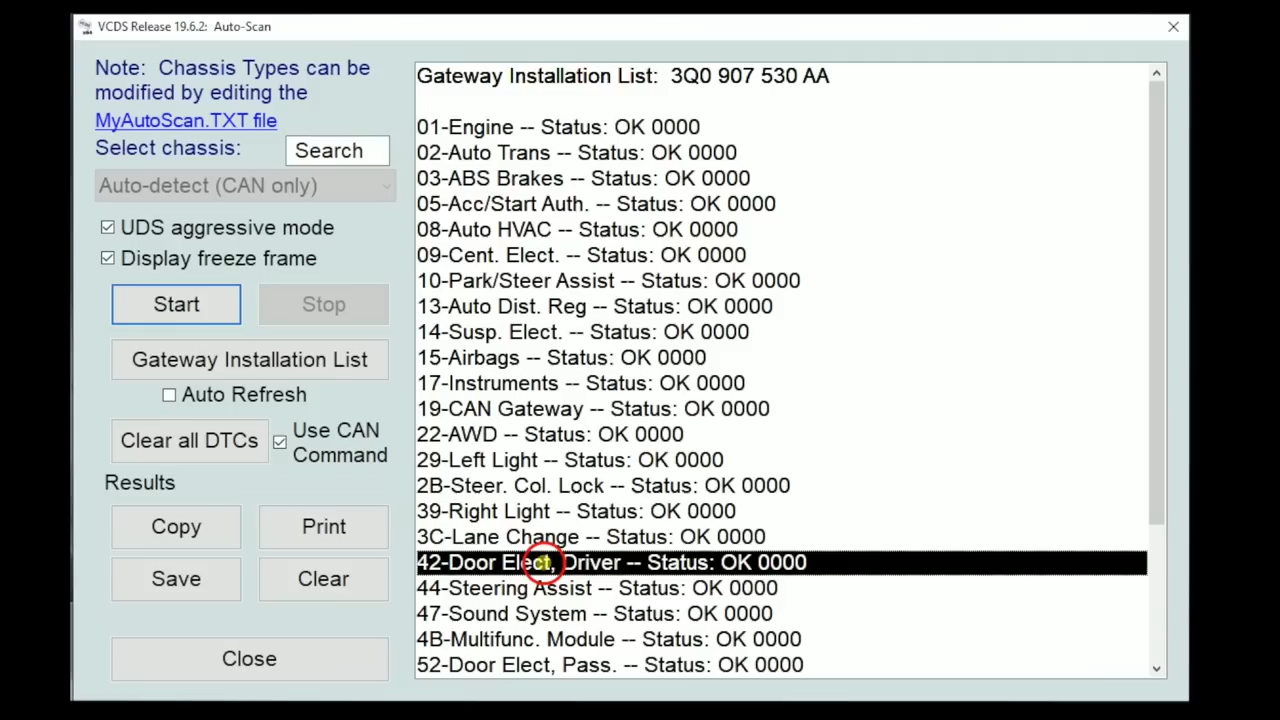 VCDS Release 19.6.2: Auto-Scan
Note: Chassis Types can be
modified by editing the
MyAutoScan.TXT file
Select chassis:
Search
Auto-detect (CAN only)
UDS aggressive mode
Display freeze frame
Start
Stop
Gateway Installation List
Auto Refresh
Clear all DTCs
Use CAN
Command
Results
Copy
Print
Save
Clear
Close
Gateway Installation List: 3Q0 907 530 AA
01-Engine -- Status: OK 0000
02-Auto Trans -- Status: OK 0000
03-ABS Brakes -- Status: OK 0000
05-Acc/Start Auth. -- Status: OK 0000
08-Auto HVAC -- Status: OK 0000
09-Cent. Elect. -- Status: OK 0000
10-Park/Steer Assist -- Status: OK 0000
13-Auto Dist. Reg -- Status: OK 0000
14-Susp. Elect. -- Status: OK 0000
15-Airbags -- Status: OK 0000
17-Instruments -- Status: OK 0000
19-CAN Gateway -- Status: OK 0000
22-AWD -- Status: OK 0000
29-Left Light -- Status: OK 0000
2B-Steer. Col. Lock -- Status: OK 0000
39-Right Light -- Status: OK 0000
3C-Lane Change -- Status: OK 0000
42-Door Elect, Driver -- Status: OK 0000
44-Steering Assist -- Status: OK 0000
47-Sound System -- Status: OK 0000
4B-Multifunc. Module -- Status: OK 0000
52-Door Elect, Pass. -- Status: OK 0000